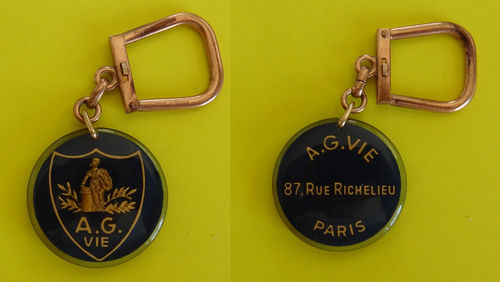 A.G.
VIE
A.G.VIE
87, RUE RICHELIEU
PARIS